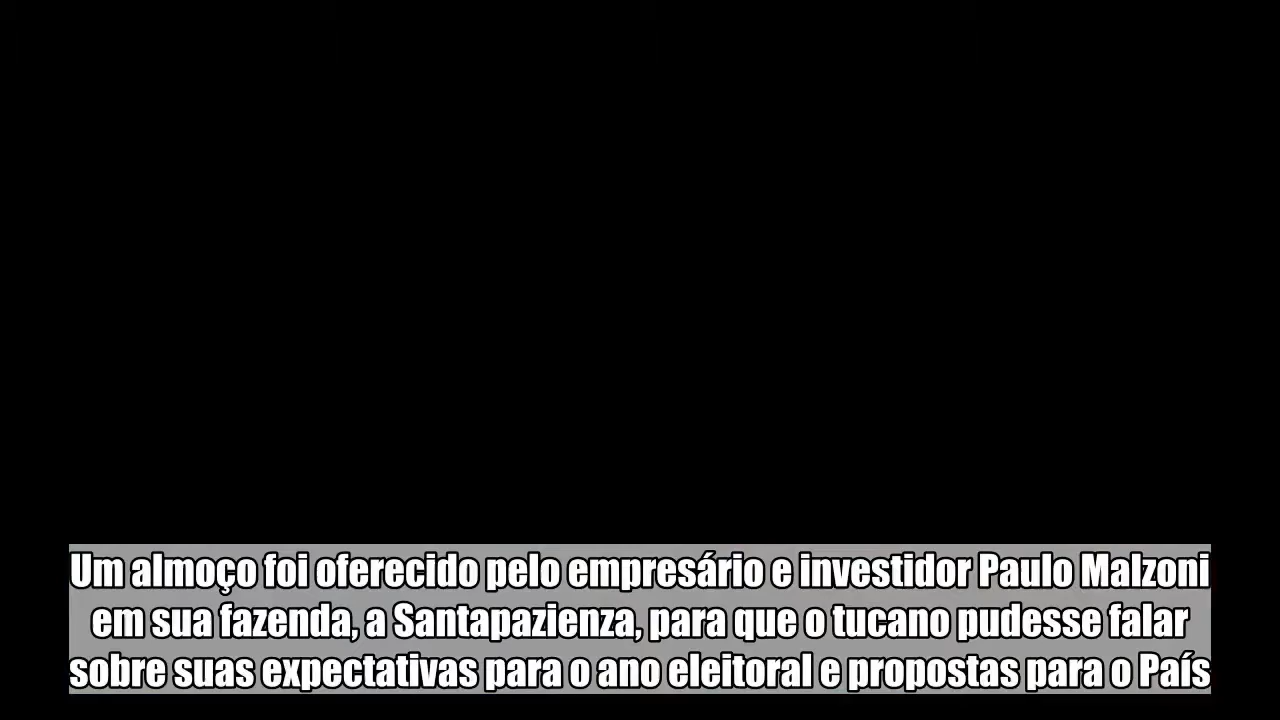 Um almoço foi oferecido pelo empresário e investidor Paulo Malzoni
em sua fazenda, a Santapazienza, para que o tucano pudesse falar
sobre suas expectativas para o ano eleitoral e propostas para o País